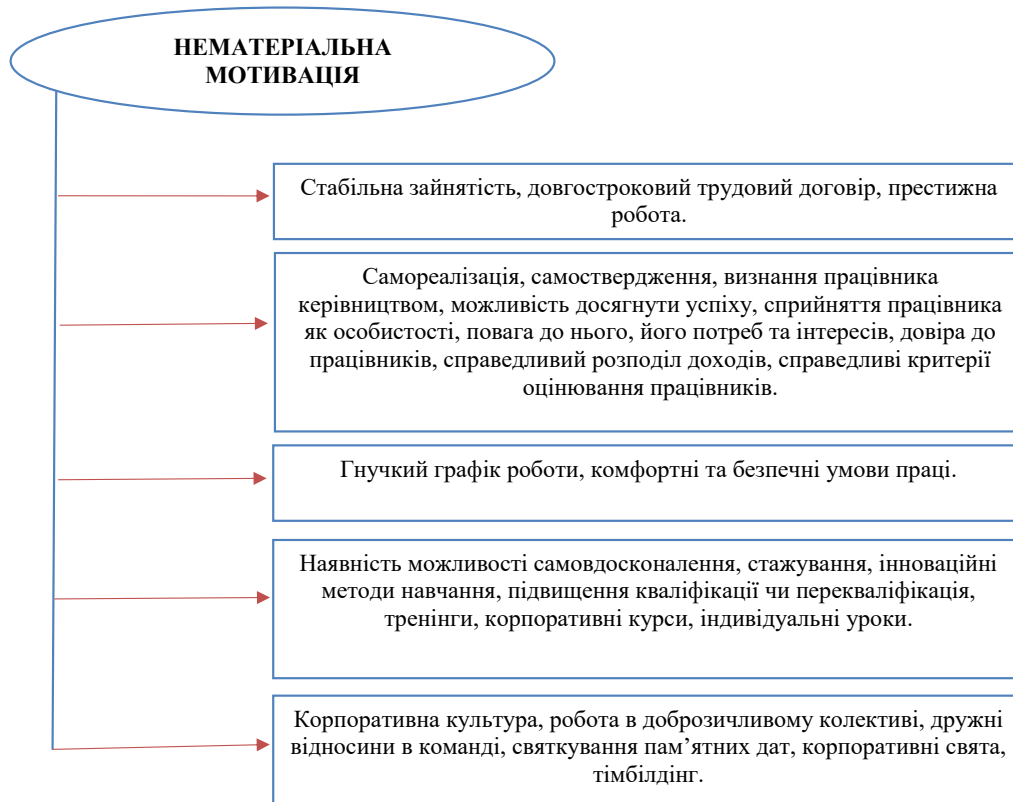 НЕМАТЕРІАЛЬНА
МОТИВАЦІЯ
Стабільна зайнятість, довгостроковий трудовий договір, престижна
робота.
Самореалізація, самоствердження, визнання працівника
керівництвом, можливість досягнути успіху, сприйняття працівника
як особистості, повага до нього, його потреб та інтересів, довіра до
працівників, справедливий розподіл доходів, справедливі критерії
оцінювання працівників.
Гнучкий графік роботи, комфортні та безпечні умови праці.
Наявність можливості самовдосконалення, стажування, інноваційні
методи навчання, підвищення кваліфікації чи перекваліфікація,
тренінги, корпоративні курси, індивідуальні уроки.
Корпоративна культура, робота в доброзичливому колективі, дружні
відносини в команді, святкування пам’ятних дат, корпоративні свята,
тімбілдінг.